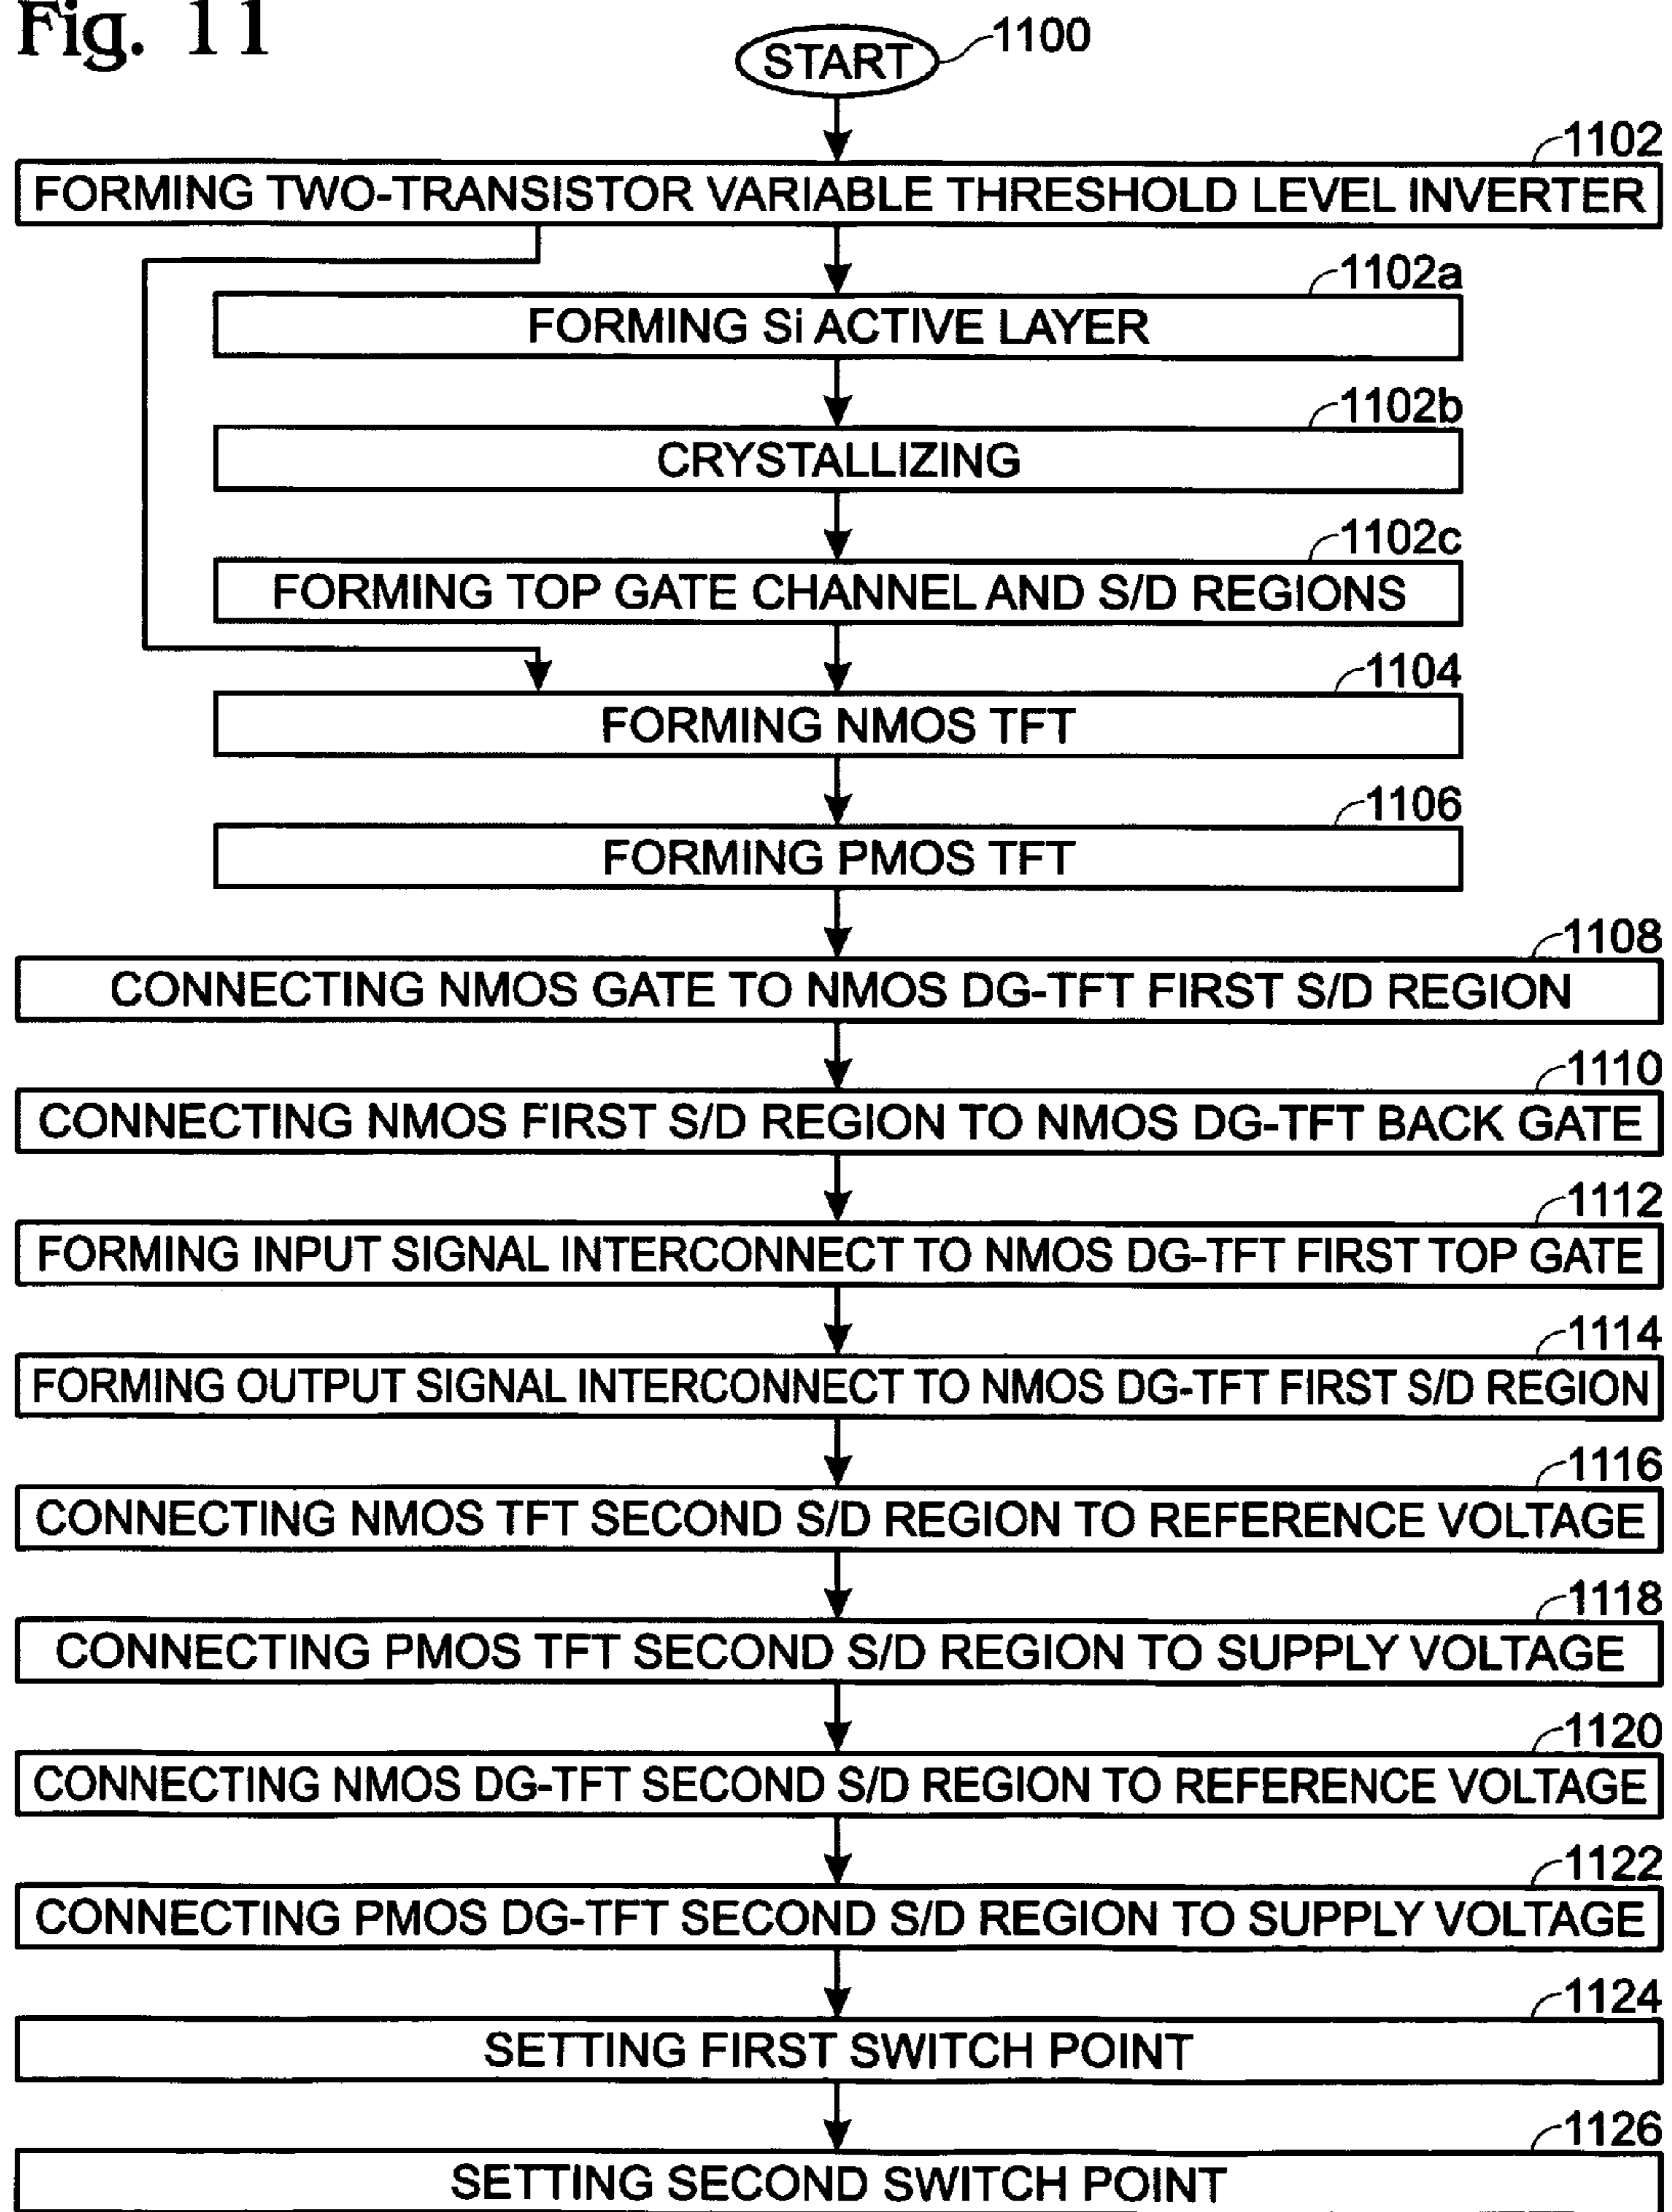 Fig. 11
START
1100
1102
FORMING TWO-TRANSISTOR VARIABLE THRESHOLD LEVEL INVERTER
1102a
FORMING Si ACTIVE LAYER
1102b
CRYSTALLIZING
1102c
FORMING TOP GATE CHANNEL AND S/D REGIONS
1104
FORMING NMOS TFT
1106
FORMING PMOS TFT
1108
CONNECTING NMOS GATE TO NMOS DG-TFT FIRST S/D REGION
1110
CONNECTING NMOS FIRST S/D REGION TO NMOS DG-TFT BACK GATE
1112
FORMING INPUT SIGNAL INTERCONNECT TO NMOS DG-TFT FIRST TOP GATE
1114
FORMING OUTPUT SIGNAL INTERCONNECT TO NMOS DG-TFT FIRST S/D REGION
1116
CONNECTING NMOS TFT SECOND S/D REGION TO REFERENCE VOLTAGE
1118
CONNECTING PMOS TFT SECOND S/D REGION TO SUPPLY VOLTAGE
1120
CONNECTING NMOS DG-TFT SECOND S/D REGION TO REFERENCE VOLTAGE
1122
CONNECTING PMOS DG-TFT SECOND S/D REGION TO SUPPLY VOLTAGE
1124
SETTING FIRST SWITCH POINT
1126
SETTING SECOND SWITCH POINT